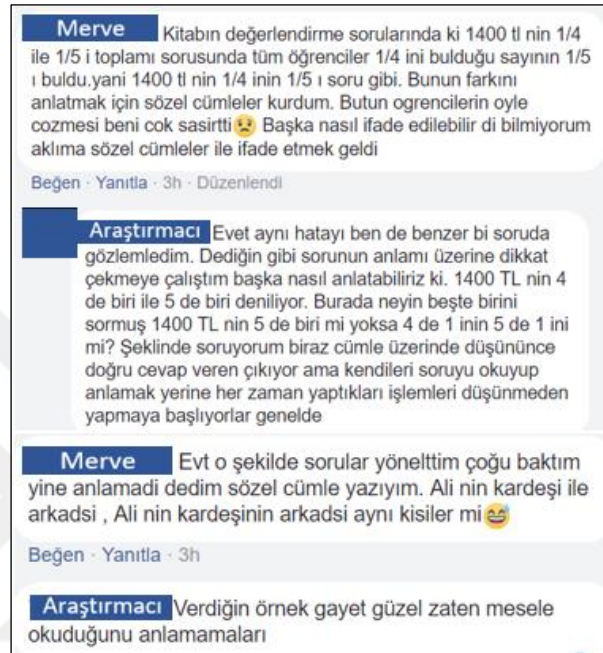 Merve Kitabın değerlendirme sorularında ki 1400 tl nin 1/4
ile 1/5 i toplamı sorusunda tüm öğrenciler 1/4 ini bulduğu sayının 1/5
ı buldu.yani 1400 tl nin 1/4 inin 1/5 ı soru gibi. Bunun farkını
anlatmak için sözel cümleler kurdum. Butun ogrencilerin oyle
cozmesi beni cok sasirtti😟 Başka nasıl ifade edilebilir di bilmiyorum
aklıma sözel cümleler ile ifade etmek geldi
Beğen · Yanıtla · 3h · Düzenlendi
Araştırmacı Evet aynı hatayı ben de benzer bi soruda
gözlemledim. Dediğin gibi sorunun anlamı üzerine dikkat
çekmeye çalıştım başka nasıl anlatabiliriz ki. 1400 TL nin 4
de biri ile 5 de biri deniliyor. Burada neyin beşte birini
sormuş 1400 TL nin 5 de biri mi yoksa 4 de 1 inin 5 de 1 ini
mi? Şeklinde soruyorum biraz cümle üzerinde düşününce
doğru cevap veren çıkıyor ama kendileri soruyu okuyup
anlamak yerine her zaman yaptıkları işlemleri düşünmeden
yapmaya başlıyorlar genelde
Merve Evt o şekilde sorular yönelttim çoğu baktım
yine anlamadi dedim sözel cümle yazıyım. Ali nin kardeşi ile
arkadsi , Ali nin kardeşinin arkadsi aynı kisiler mi😅
Beğen · Yanıtla · 3h
Araştırmacı Verdiğin örnek gayet güzel zaten mesele
okuduğunu anlamamaları